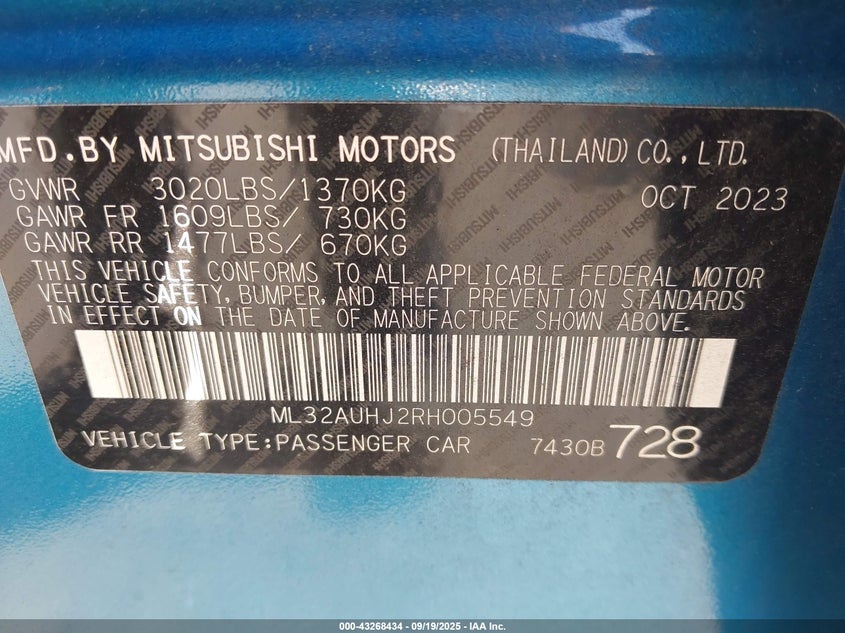 MFD.BY MITSUBISHI MOTORS (THAILAND) CO.,LTD.
GVWR 3020LBS/1370KG OCT 2023
GAWR FR 1609LBS/ 730KG
GAWR RR 1477LBS/ 670KG
THIS VEHICLE CONFORMS TO ALL APPLICABLE FEDERAL MOTOR
VEHICLE SAFETY, BUMPER, AND THEFT PREVENTION STANDARDS
IN EFFECT ON THE DATE OF MANUFACTURE SHOWN ABOVE.
ML32AUHJ2RH005549
VEHICLE TYPE:PASSENGER CAR 7430B 728
000-43268434 - 09/19/2025 - IAA Inc.